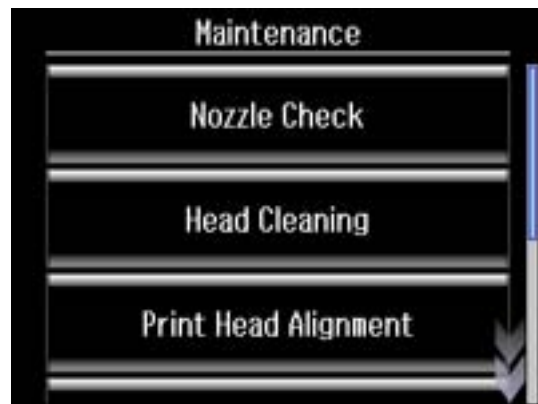 Maintenance
Nozzle Check
Head Cleaning
Print Head Alignment